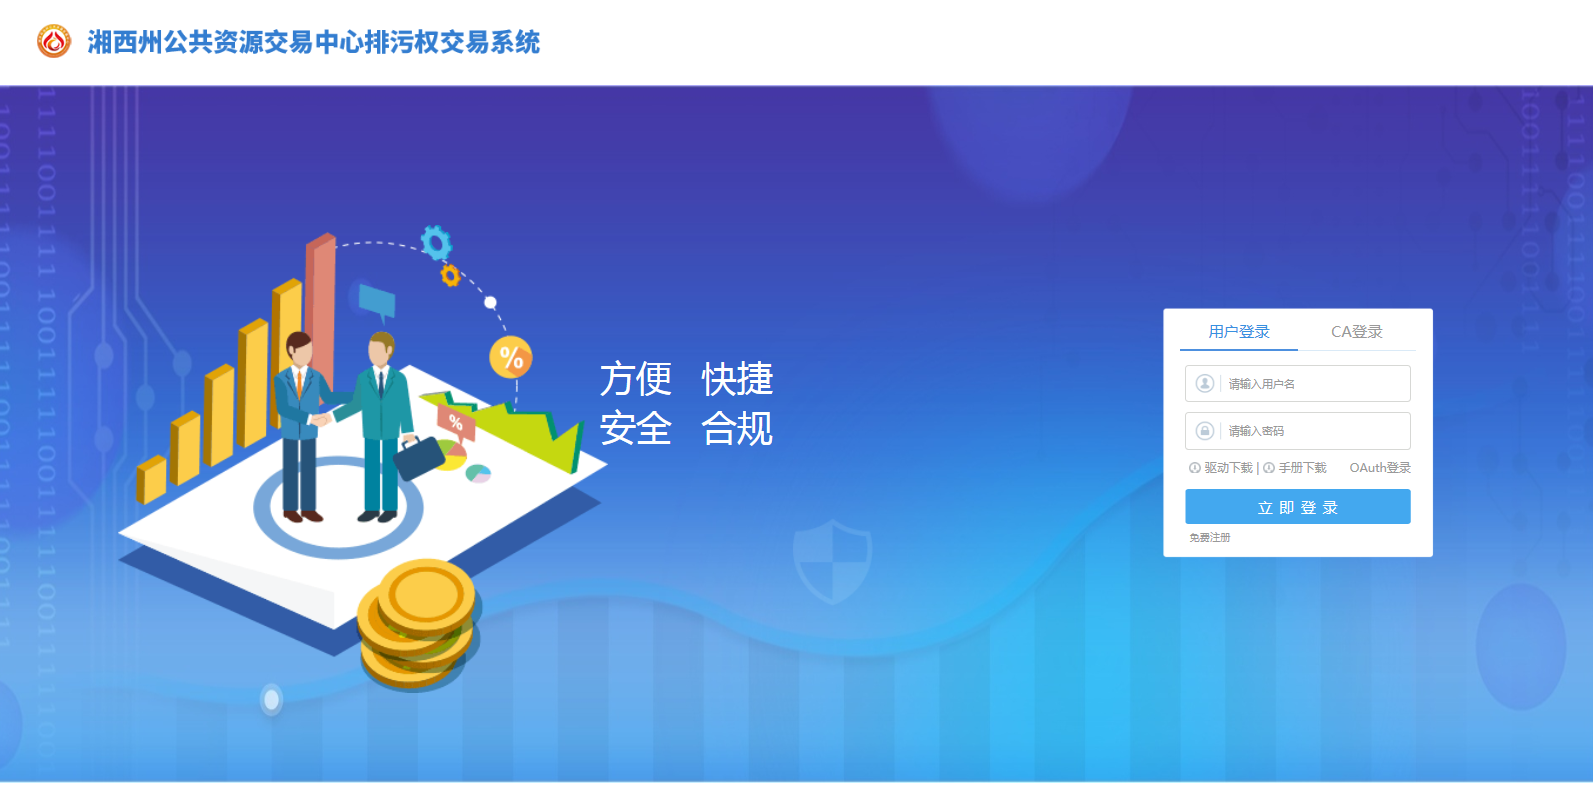 湘西州公共资源交易中心排污权交易系统
方便 快捷
安全 合规
%
%
用户登录 CA登录
请输入用户名
请输入密码
驱动下载 | 手册下载 OAuth登录
立即登录
免费注册